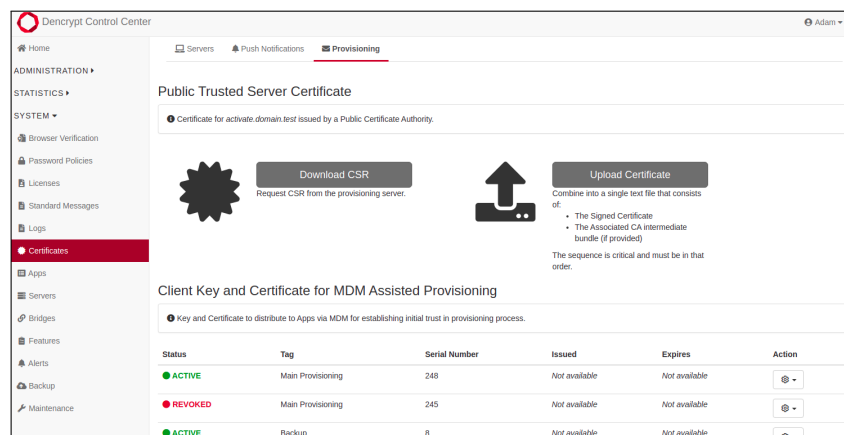 Dencrypt Control Center
Adam
Home
ADMINISTRATION
STATISTICS
SYSTEM
Browser Verification
Password Policies
Licenses
Standard Messages
Logs
Certificates
Apps
Servers
Bridges
Features
Alerts
Backup
Maintenance
Servers Push Notifications Provisioning
Public Trusted Server Certificate
Certificate for activate.domain.test issued by a Public Certificate Authority.
Download CSR
Request CSR from the provisioning server.
Upload Certificate
Combine into a single text file that consists
of:
• The Signed Certificate
• The Associated CA intermediate
bundle (if provided)
The sequence is critical and must be in that
order.
Client Key and Certificate for MDM Assisted Provisioning
Key and Certificate to distribute to Apps via MDM for establishing initial trust in provisioning process.
Status Tag Serial Number Issued Expires Action
ACTIVE Main Provisioning 248 Not available Not available
REVOKED Main Provisioning 245 Not available Not available
ACTIVE Backup 8 Not available Not available